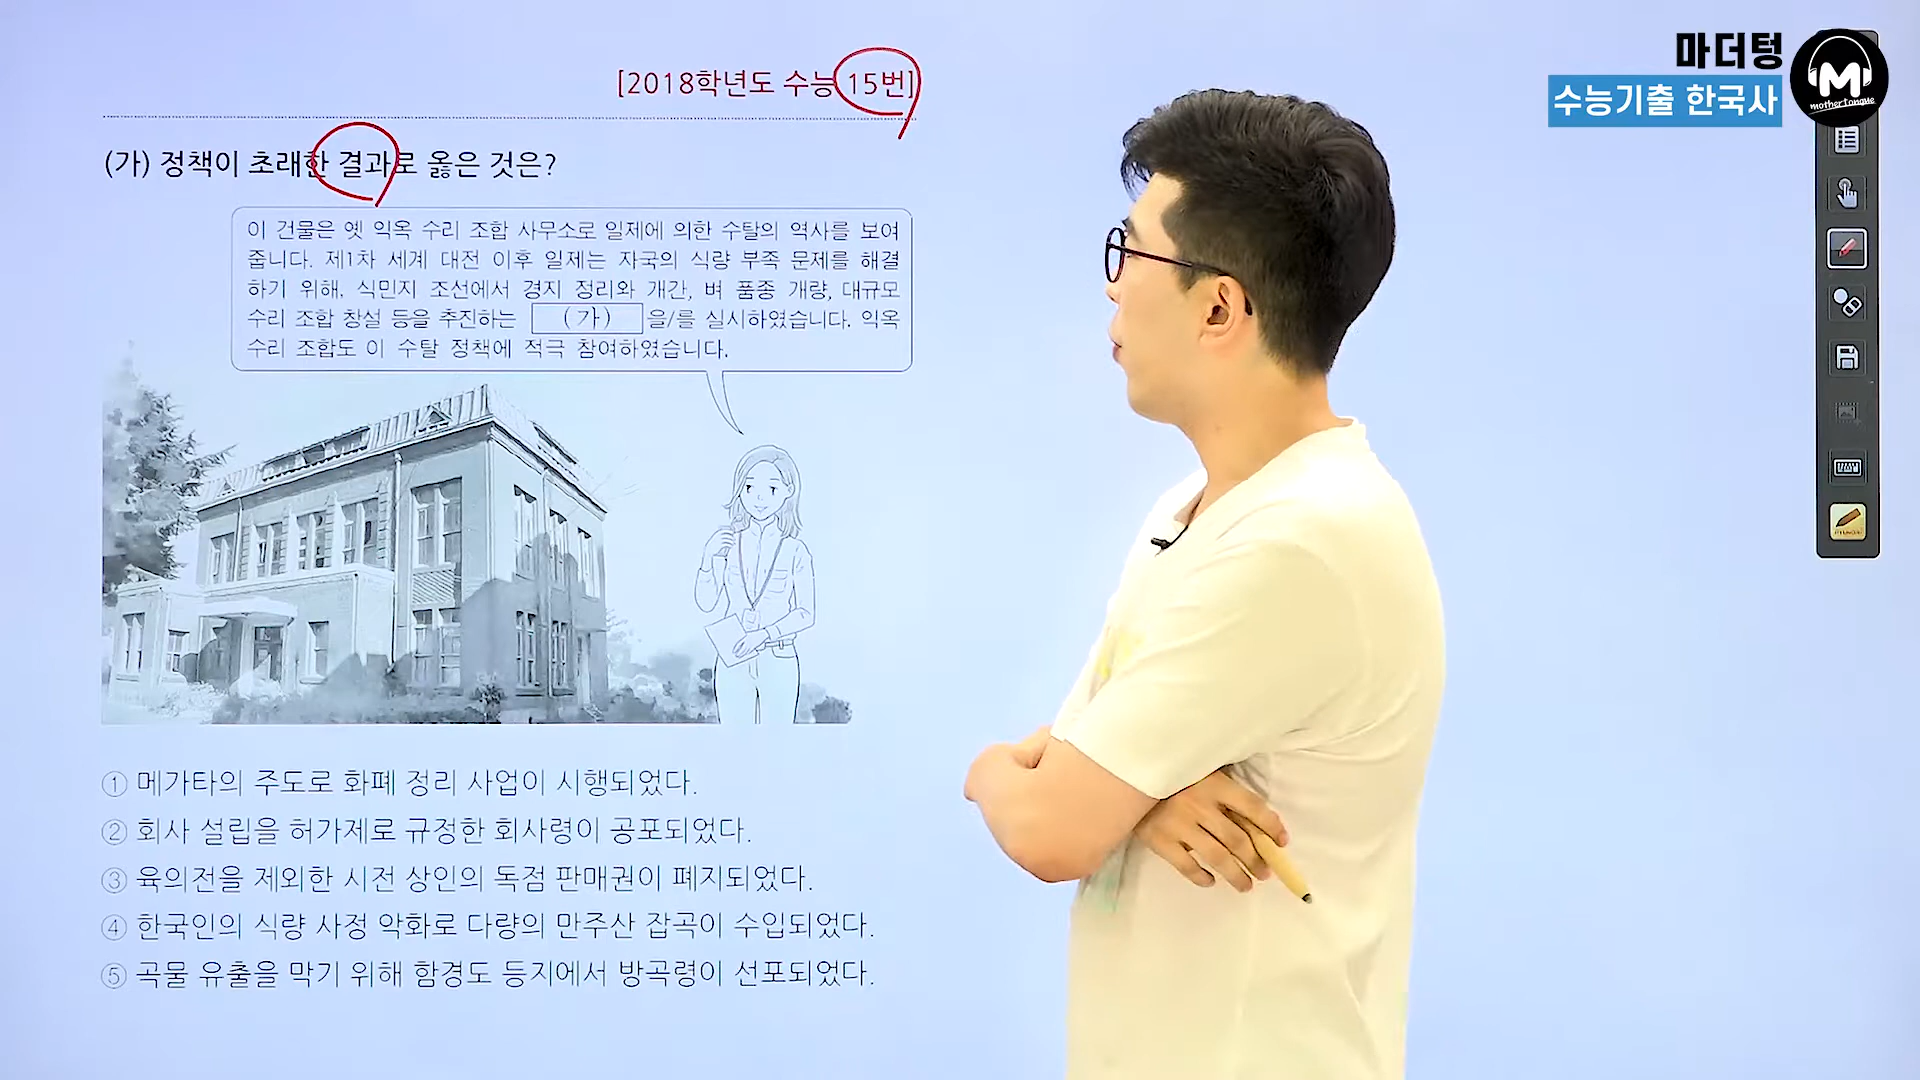 마더텅
수능기출 한국사
M
mothertongue
[2018학년도 수능 15번]
(가) 정책이 초래한 결과로 옳은 것은?
이 건물은 옛 익옥 수리 조합 사무소로 일제에 의한 수탈의 역사를 보여
줍니다. 제1차 세계 대전 이후 일제는 자국의 식량 부족 문제를 해결
하기 위해, 식민지 조선에서 경지 정리와 개간, 벼 품종 개량, 대규모
수리 조합 창설 등을 추진하는 (가) 을/를 실시하였습니다. 익옥
수리 조합도 이 수탈 정책에 적극 참여하였습니다.
① 메가타의 주도로 화폐 정리 사업이 시행되었다.
② 회사 설립을 허가제로 규정한 회사령이 공포되었다.
③ 육의전을 제외한 시전 상인의 독점 판매권이 폐지되었다.
④ 한국인의 식량 사정 악화로 다량의 만주산 잡곡이 수입되었다.
⑤ 곡물 유출을 막기 위해 함경도 등지에서 방곡령이 선포되었다.